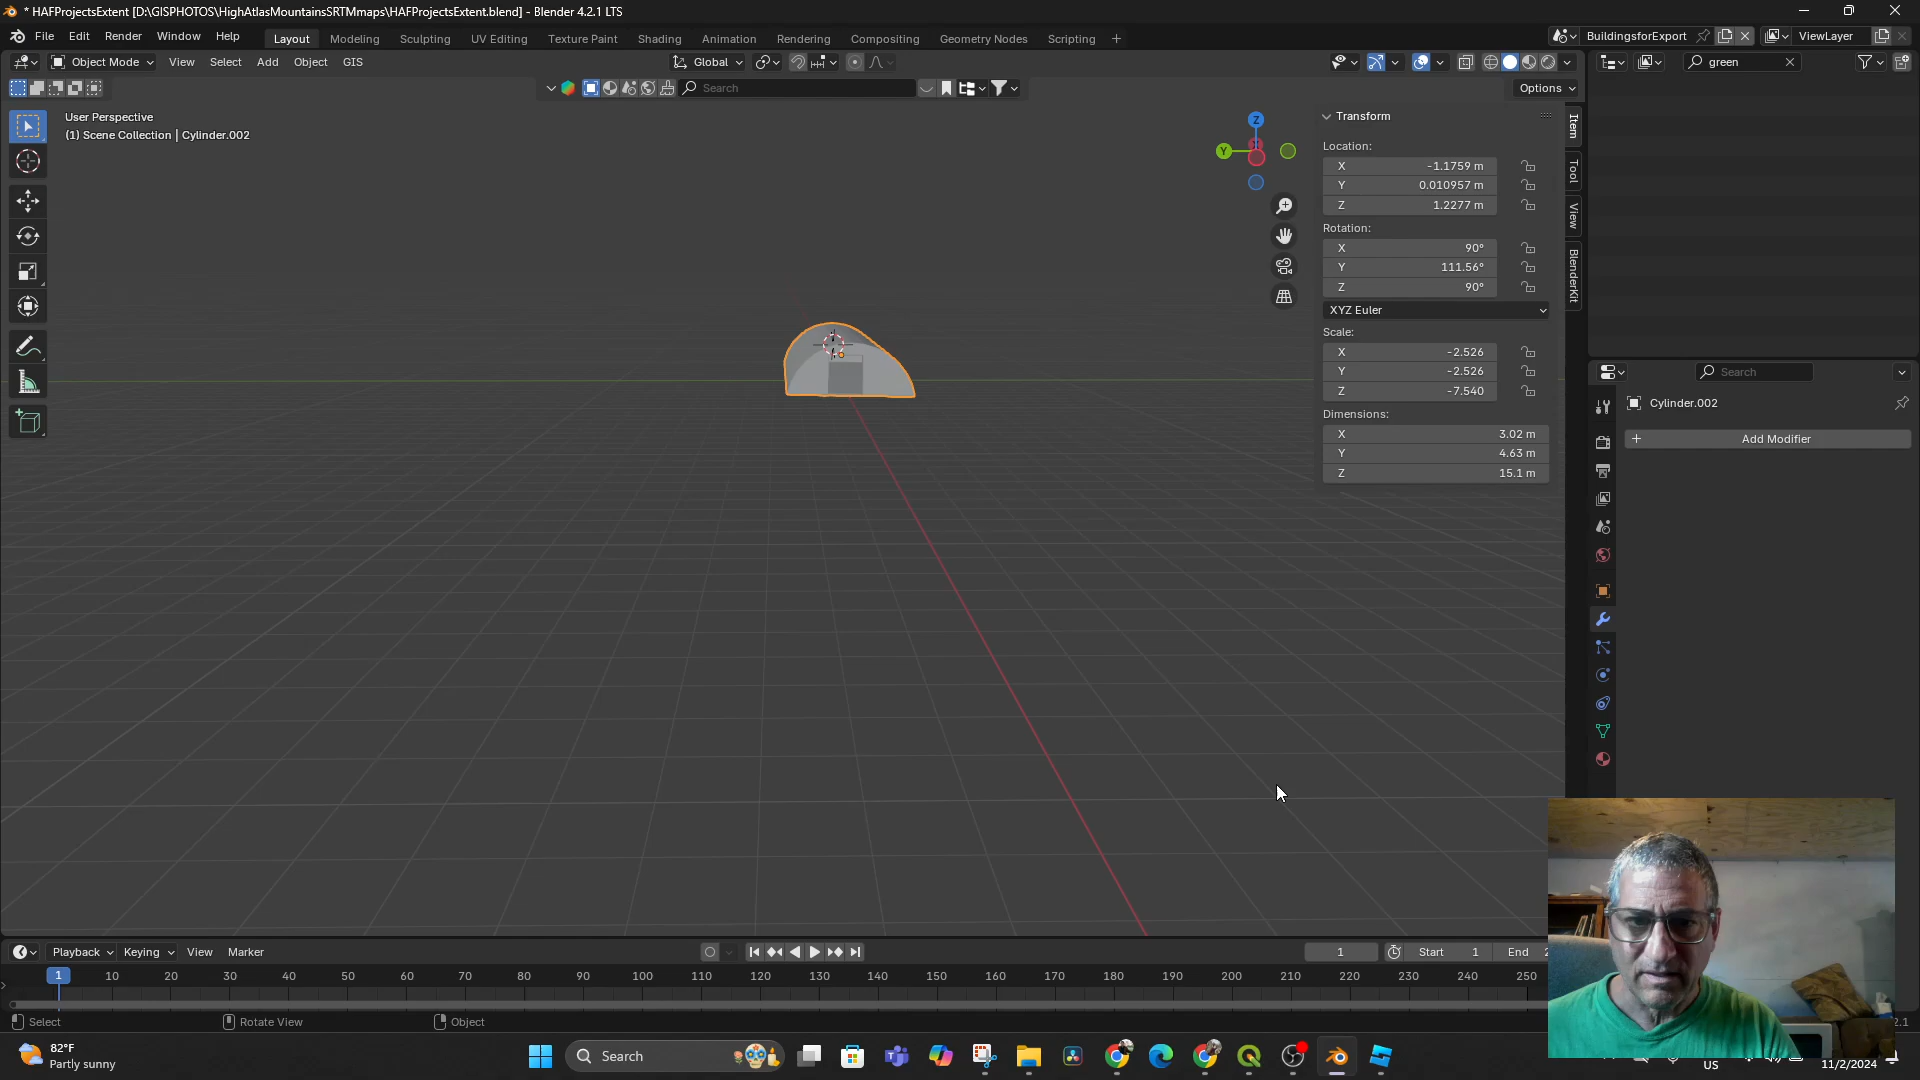 * HAFProjectsExtent [D:\GISPHOTOS\HighAtlasMountainsSRTMmaps\HAFProjectsExtent.blend] - Blender 4.2.1 LTS
File Edit Render Window Help Layout Modeling Sculpting UV Editing Texture Paint Shading Animation Rendering Compositing Geometry Nodes Scripting + BuildingsforExport ViewLayer
Object Mode View Select Add Object GIS Global green
Search Options
User Perspective
(1) Scene Collection | Cylinder.002
Z
Y
Transform
Location:
X -1.1759 m
Y 0.010957 m
Z 1.2277 m
Rotation:
X 90°
Y 111.56°
Z 90°
XYZ Euler
Scale:
X -2.526
Y -2.526
Z -7.540
Dimensions:
X 3.02 m
Y 4.63 m
Z 15.1 m
Item
Tool
View
BlenderKit
Search
Cylinder.002
+ Add Modifier
Playback Keying View Marker 1 Start 1 End 2
1 10 20 30 40 50 60 70 80 90 100 110 120 130 140 150 160 170 180 190 200 210 220 230 240 250
Select Rotate View Object 2.1
82°F
Partly sunny
Search
US
11/2/2024